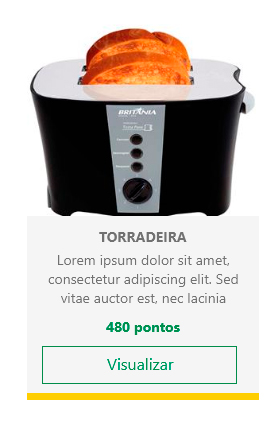 BRITÂNIA
TORRADEIRA
Lorem ipsum dolor sit amet,
consectetur adipiscing elit. Sed
vitae auctor est, nec lacinia
480 pontos
Visualizar